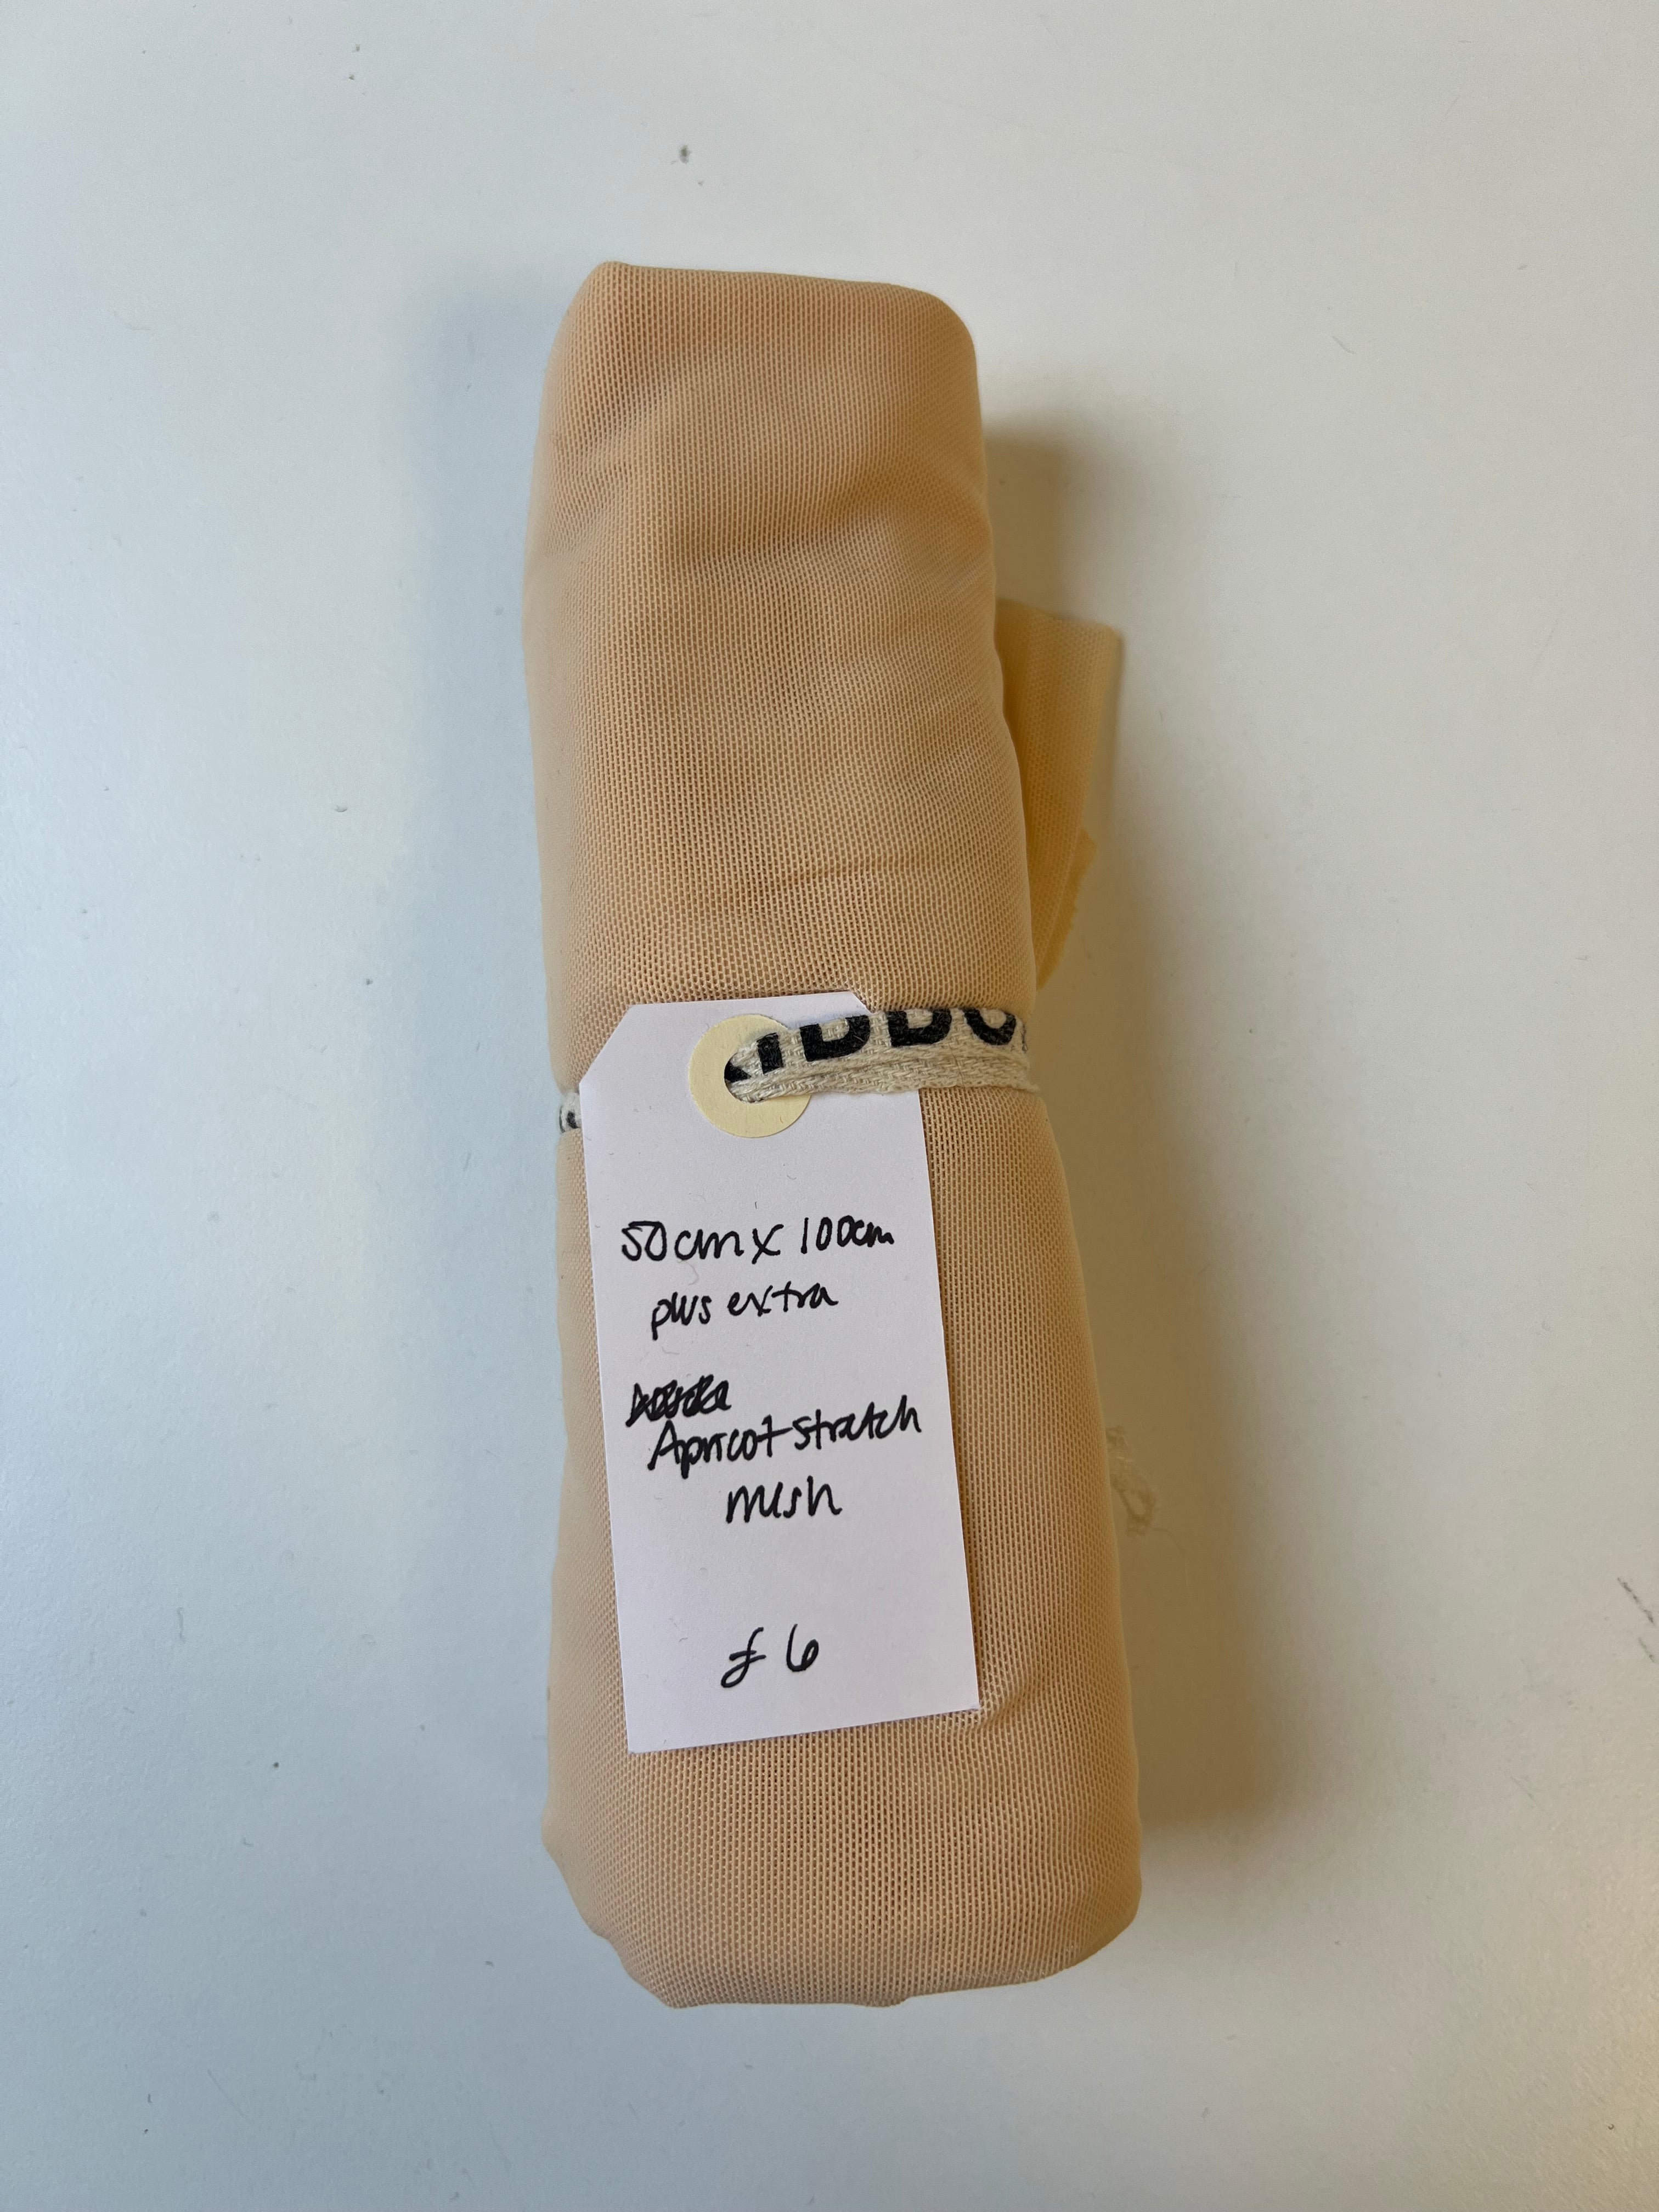 50cm x 100cm
plus extra
Apricot stretch
mesh
£6